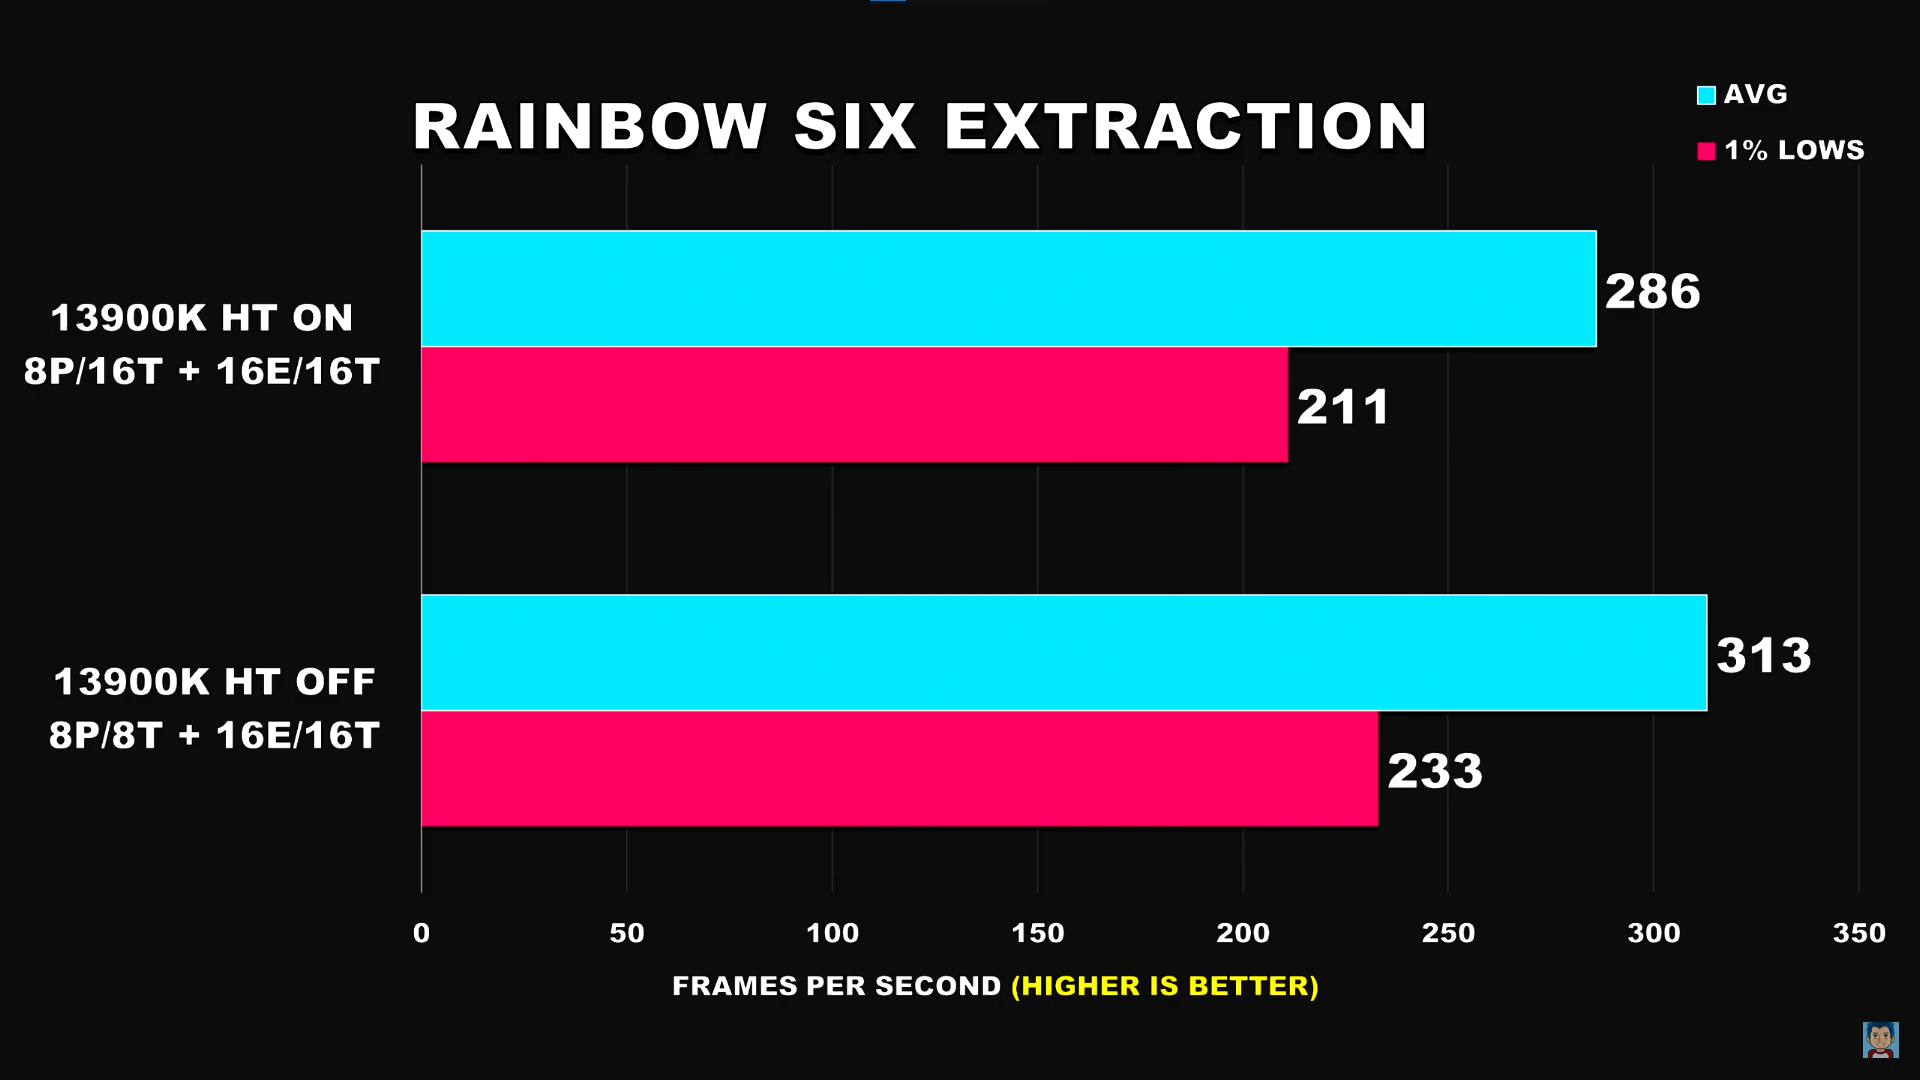 RAINBOW SIX EXTRACTION
AVG
1% LOWS
13900K HT ON
8P/16T + 16E/16T
286
211
13900K HT OFF
8P/8T + 16E/16T
313
233
0 50 100 150 200 250 300 350
FRAMES PER SECOND (HIGHER IS BETTER)